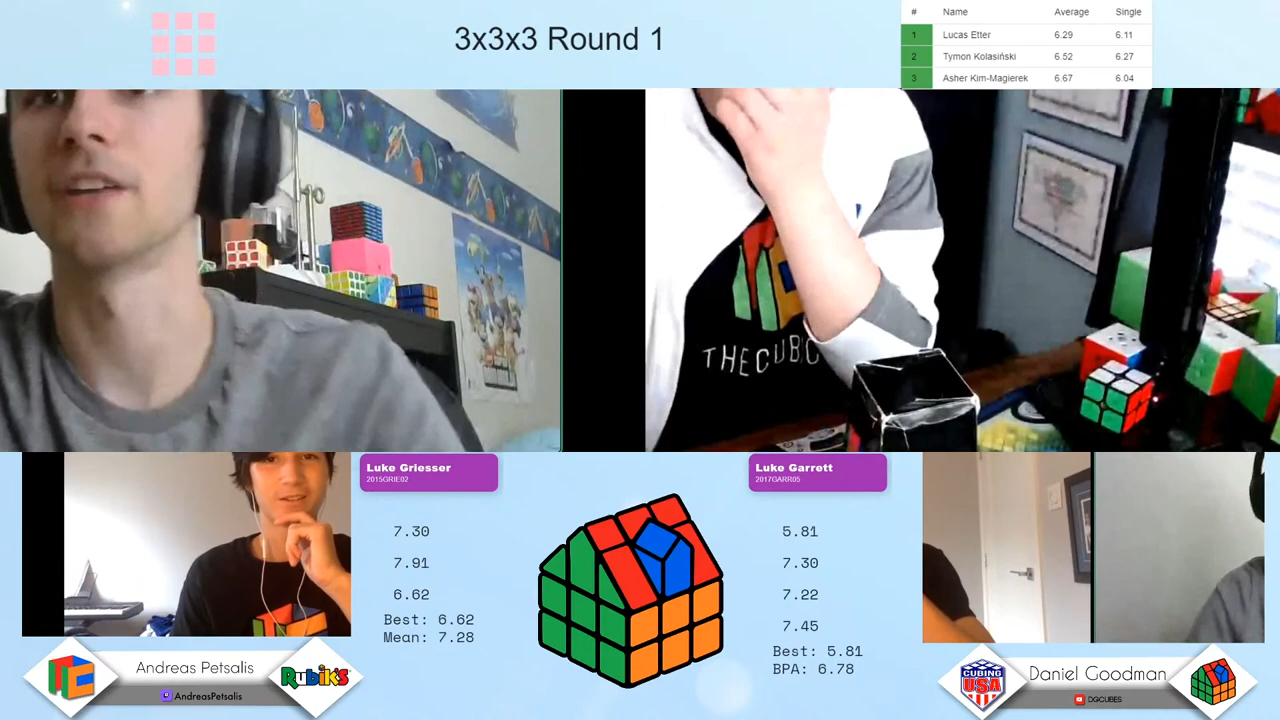 3x3x3 Round 1
# Name Average Single
1 Lucas Etter 6.29 6.11
2 Tymon Kolasiński 6.52 6.27
3 Asher Kim-Magierek 6.67 6.04
THECUBIC
Luke Griesser
2015GRIE02
7.30
7.91
6.62
Best: 6.62
Mean: 7.28
Luke Garrett
2017GARR05
5.81
7.30
7.22
7.45
Best: 5.81
BPA: 6.78
Andreas Petsalis
AndreasPetsalis
Rubik's
CUBING
USA
Daniel Goodman
DGCUBES